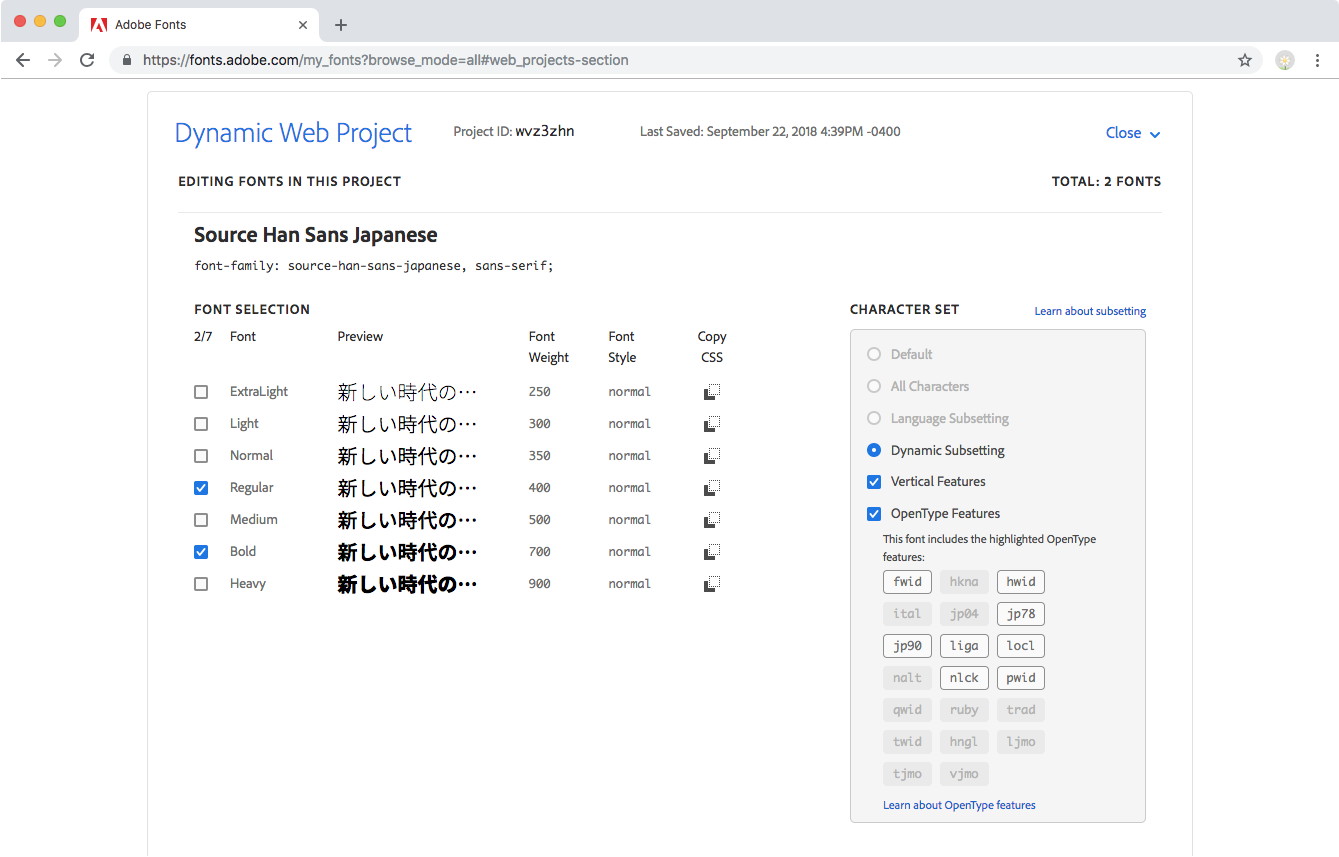 Adobe Fonts
https://fonts.adobe.com/my_fonts?browse_mode=all#web_projects-section
Dynamic Web Project Project ID: wvz3zhn Last Saved: September 22, 2018 4:39PM -0400 Close
EDITING FONTS IN THIS PROJECT TOTAL: 2 FONTS
Source Han Sans Japanese
font-family: source-han-sans-japanese, sans-serif;
FONT SELECTION
2/7 Font Preview Font Weight Font Style Copy CSS
ExtraLight 新しい時代の… 250 normal
Light 新しい時代の… 300 normal
Normal 新しい時代の… 350 normal
Regular 新しい時代の… 400 normal
Medium 新しい時代の… 500 normal
Bold 新しい時代の… 700 normal
Heavy 新しい時代の… 900 normal
CHARACTER SET Learn about subsetting
Default
All Characters
Language Subsetting
Dynamic Subsetting
Vertical Features
OpenType Features
This font includes the highlighted OpenType
features:
fwid hkna hwid
ital jp04 jp78
jp90 liga locl
nalt nlck pwid
qwid ruby trad
twid hngl ljmo
tjmo vjmo
Learn about OpenType features